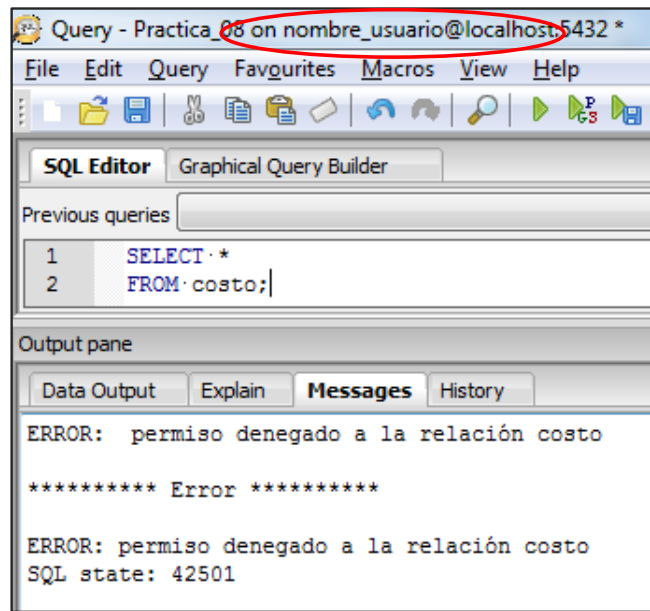 Query - Practica_08 on nombre_usuario@localhost:5432 *
File Edit Query Favourites Macros View Help
SQL Editor Graphical Query Builder
Previous queries
1 SELECT *
2 FROM costo;
Output pane
Data Output Explain Messages History
ERROR:  permiso denegado a la relación costo
********** Error **********
ERROR: permiso denegado a la relación costo
SQL state: 42501